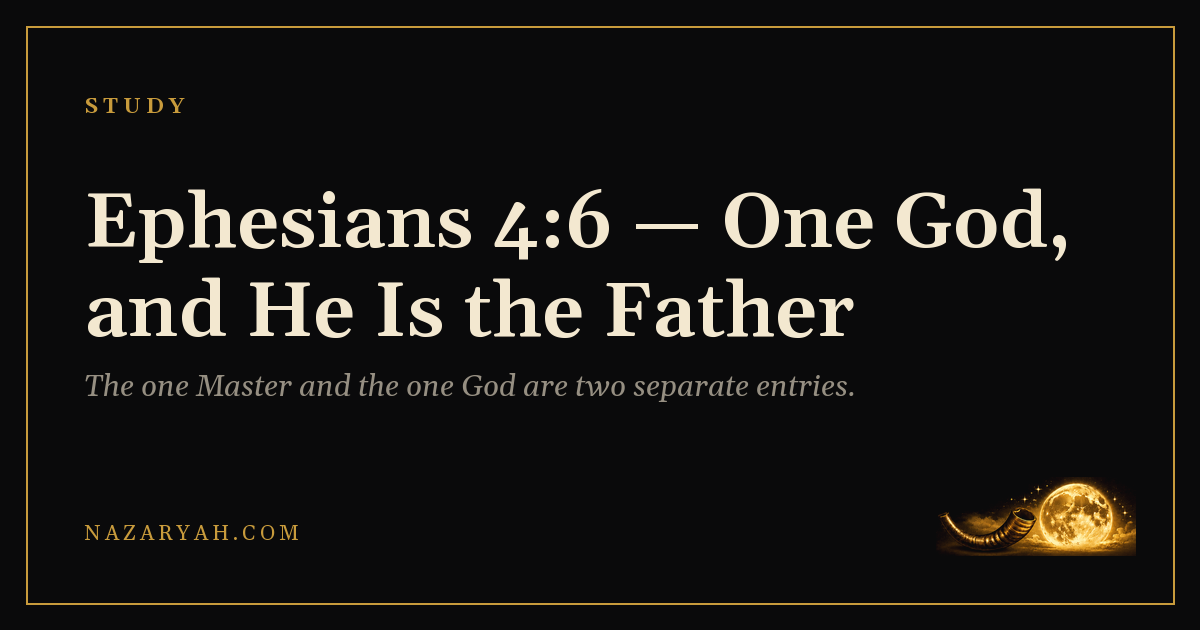 STUDY
Ephesians 4:6 — One God,
and He Is the Father
The one Master and the one God are two separate entries.
NAZARYAH.COM